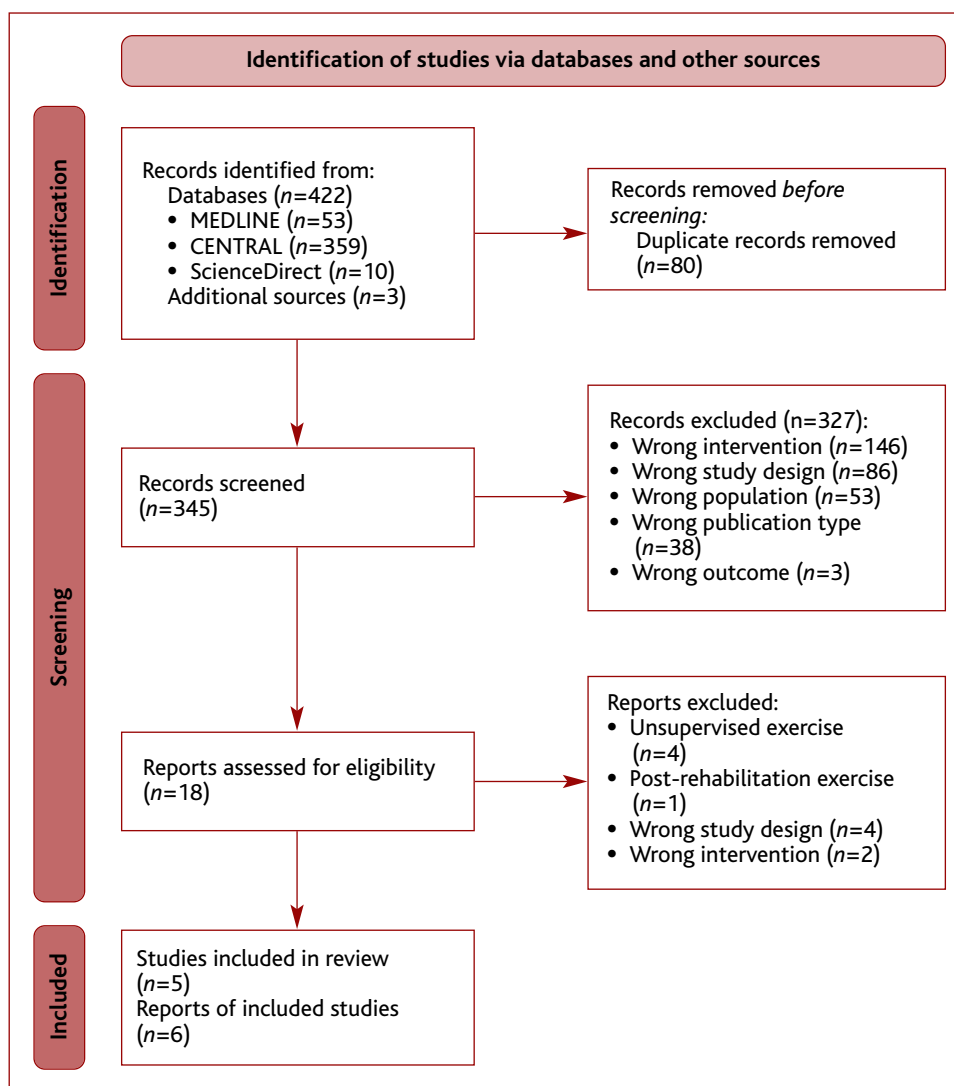 Identification of studies via databases and other sources
Identification
Records identified from:
Databases (n=422)
• MEDLINE (n=53)
• CENTRAL (n=359)
• ScienceDirect (n=10)
Additional sources (n=3)
Records removed before
screening:
Duplicate records removed
(n=80)
Screening
Records screened
(n=345)
Records excluded (n=327):
• Wrong intervention (n=146)
• Wrong study design (n=86)
• Wrong population (n=53)
• Wrong publication type
(n=38)
• Wrong outcome (n=3)
Reports assessed for eligibility
(n=18)
Reports excluded:
• Unsupervised exercise
(n=4)
• Post-rehabilitation exercise
(n=1)
• Wrong study design (n=4)
• Wrong intervention (n=2)
Included
Studies included in review
(n=5)
Reports of included studies
(n=6)